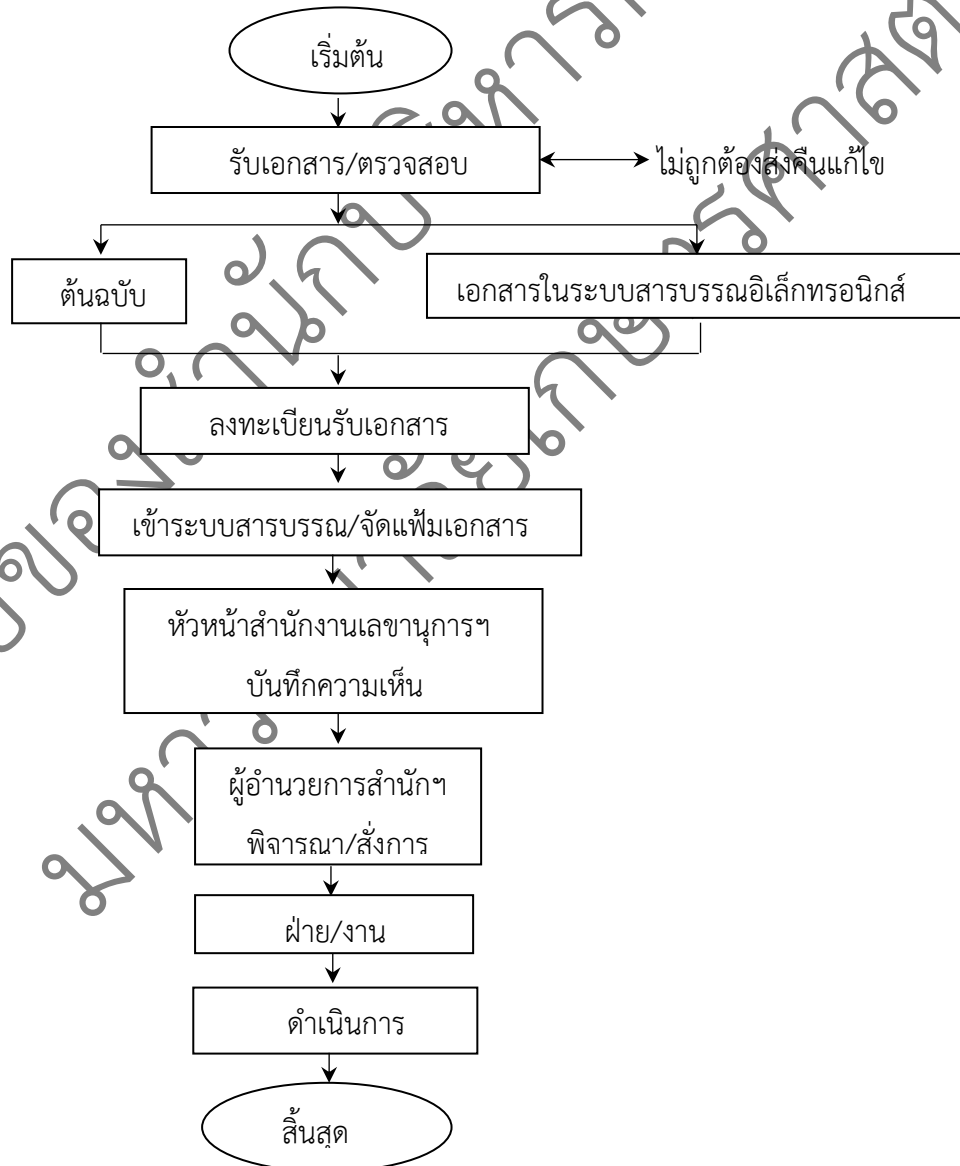 เริ่มต้น
รับเอกสาร/ตรวจสอบ
ไม่ถูกต้องส่งคืนแก้ไข
ต้นฉบับ
เอกสารในระบบสารบรรณอิเล็กทรอนิกส์
ลงทะเบียนรับเอกสาร
เข้าระบบสารบรรณ/จัดแฟ้มเอกสาร
หัวหน้าสำนักงานเลขานุการฯ
บันทึกความเห็น
ผู้อำนวยการสำนักฯ
พิจารณา/สั่งการ
ฝ่าย/งาน
ดำเนินการ
สิ้นสุด